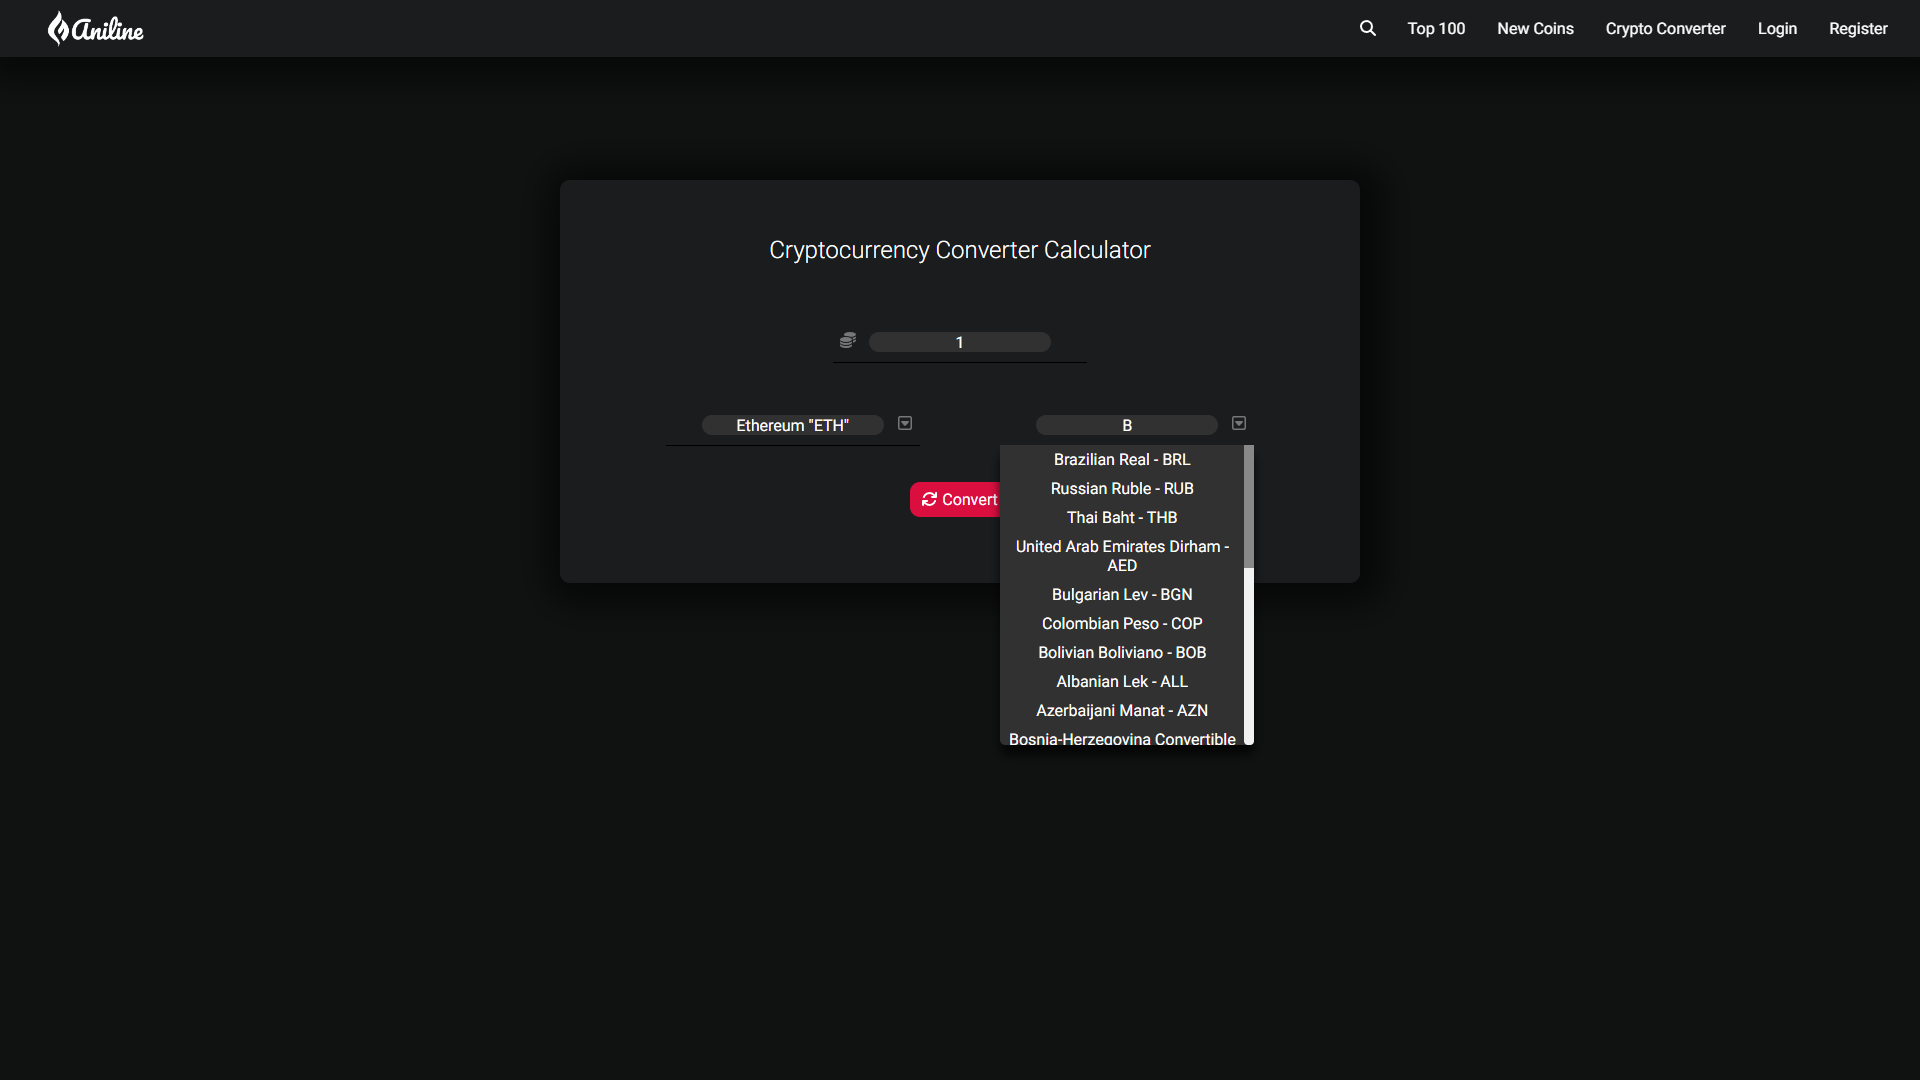 Aniline
Top 100
New Coins
Crypto Converter
Login
Register
Cryptocurrency Converter Calculator
1
Ethereum "ETH"
B
Convert
Brazilian Real - BRL
Russian Ruble - RUB
Thai Baht - THB
United Arab Emirates Dirham -
AED
Bulgarian Lev - BGN
Colombian Peso - COP
Bolivian Boliviano - BOB
Albanian Lek - ALL
Azerbaijani Manat - AZN
Bosnia-Herzegovina Convertible